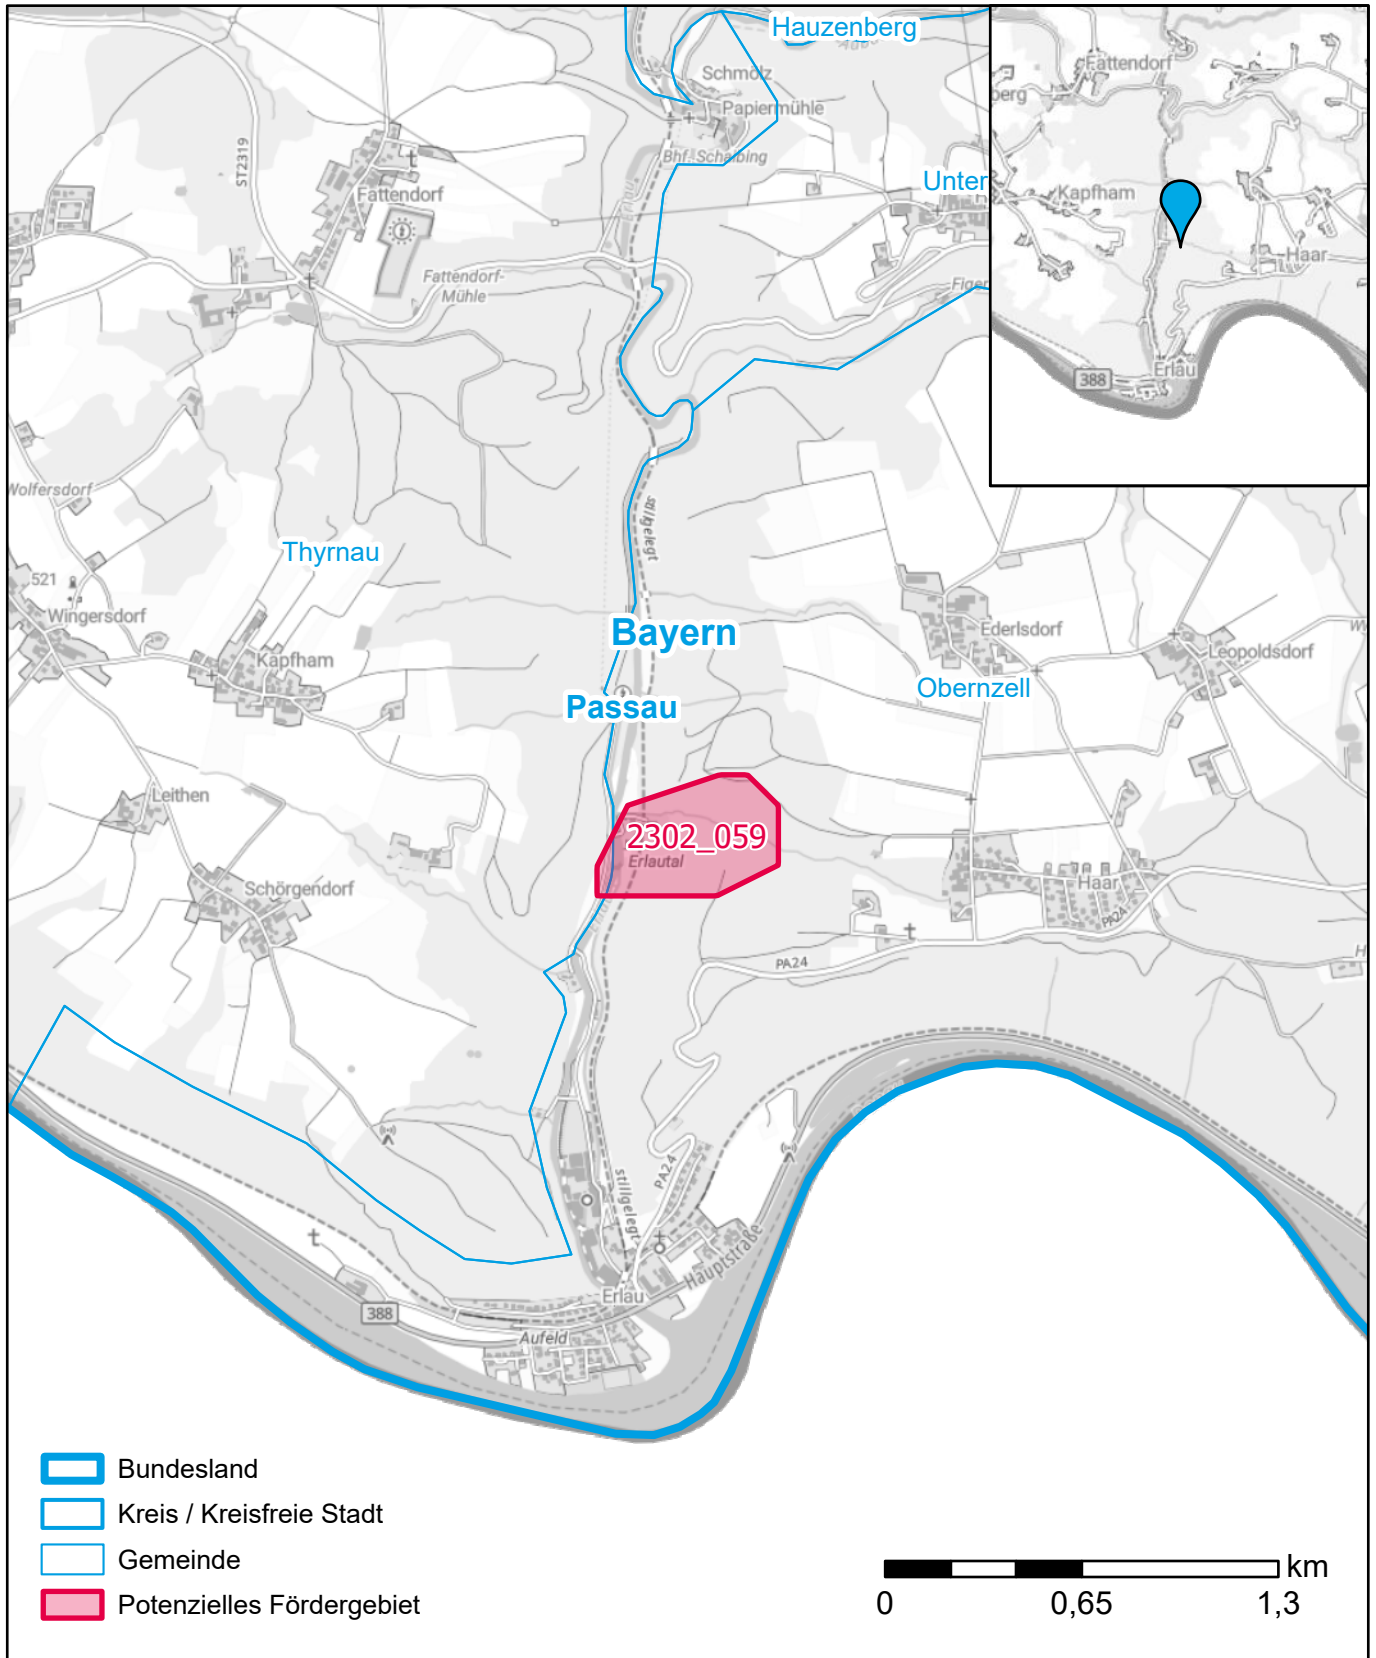 Hauzenberg
Schmölz
Papiermühle
Bhf. Schaibing
ST2319
Fattendorf
Unter
Fattendorf-
Mühle
Fattendorf
berg
Kapfham
Haar
Erlau
388
Wolfersdorf
stillgelegt
Thyrnau
521
Wingersdorf
Bayern
Ederlsdorf
Leopoldsdorf
Kapfham
Obernzell
Passau
Leithen
2302_059
Erlautal
Schörgendorf
Haar
PA24
PA24
PA24
stillgelegt
Hauptstraße
Erlau
388
Aufeld
Bundesland
Kreis / Kreisfreie Stadt
Gemeinde
Potenzielles Fördergebiet
km
0 0,65 1,3